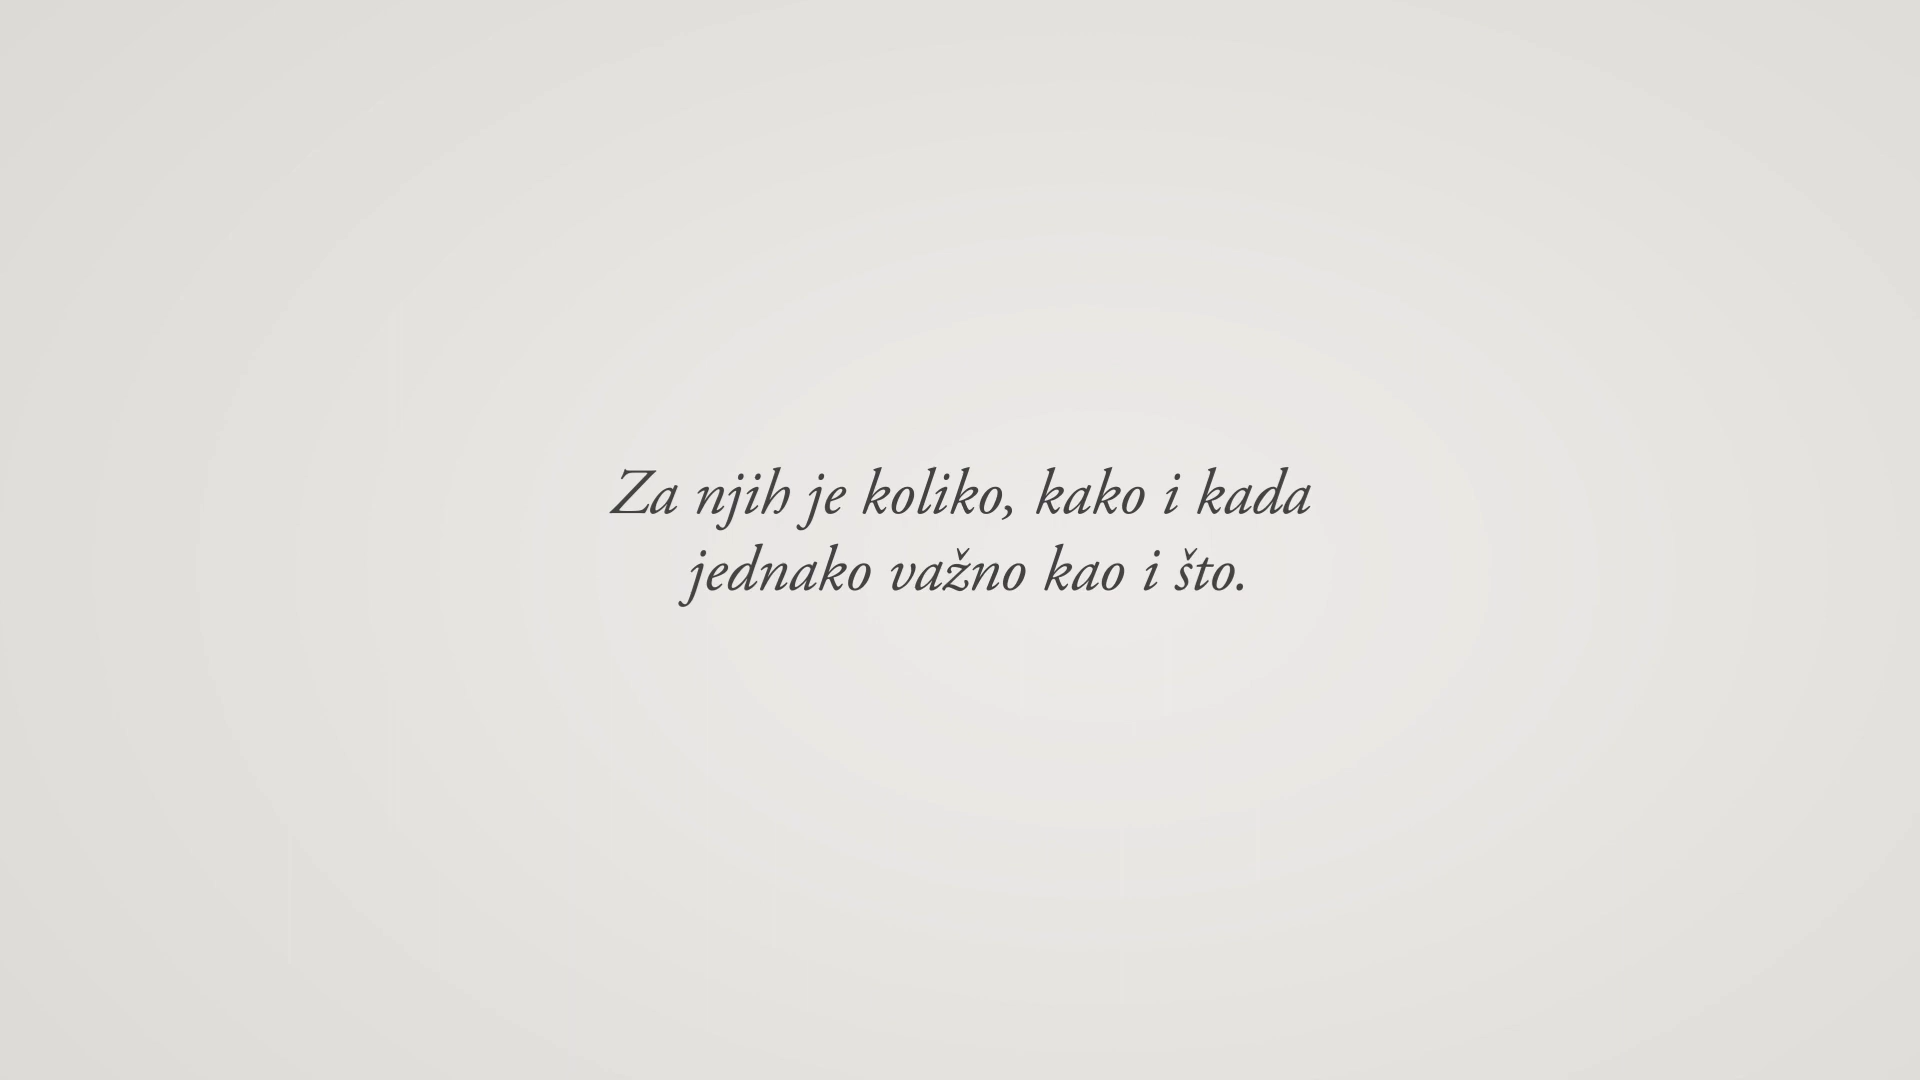 Za njih je koliko, kako i kada
jednako važno kao i što.